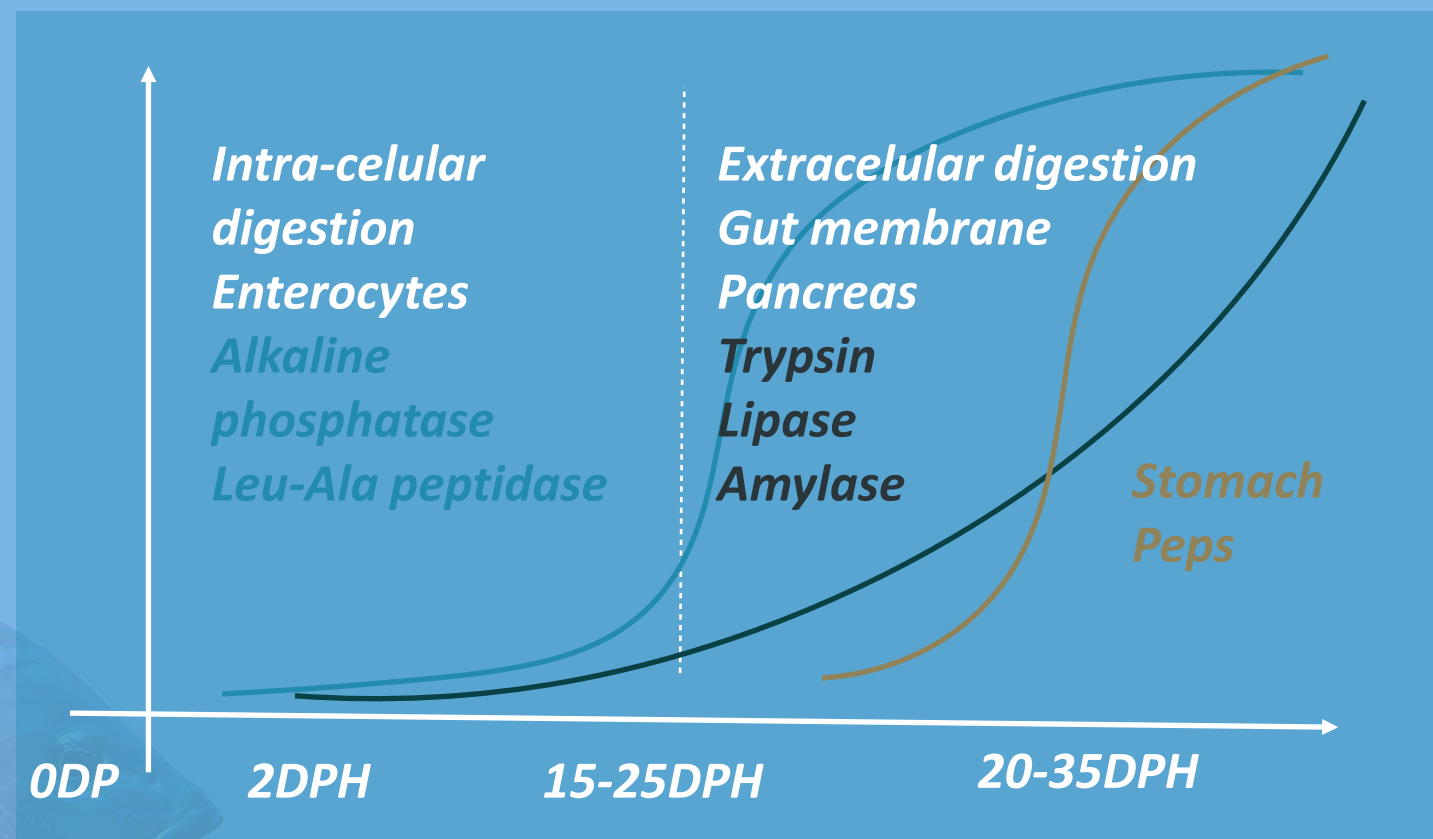 Intra-celular
digestion
Enterocytes
Alkaline
phosphatase
Leu-Ala peptidase
Extracelular digestion
Gut membrane
Pancreas
Trypsin
Lipase
Amylase
Stomach
Peps
0DP
2DPH
15-25DPH
20-35DPH